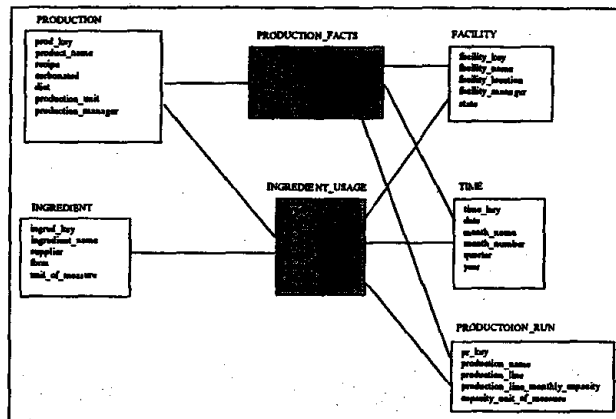 PRODUCTION
prod_key
product_name
recipe
carbonated
diet
production_unit
production_manager
PRODUCTION_FACTS
FACILITY
facility_key
facility_name
facility_location
facility_manager
state
INGREDIENT
ingred_key
ingredient_name
supplier
form
unit_of_measure
INGREDIENT_USAGE
TIME
time_key
date
month_name
month_number
quarter
year
PRODUCTOION_RUN
pr_key
production_name
production_line
production_line_monthly_capacity
capacity_unit_of_measure